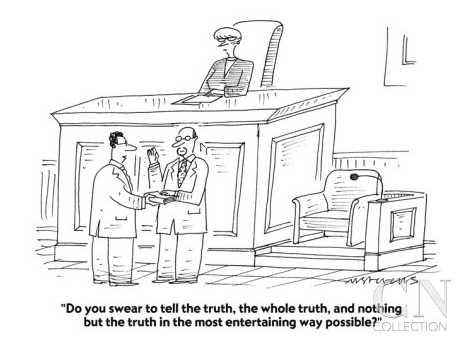 mstevens
"Do you swear to tell the truth, the whole truth, and nothing
but the truth in the most entertaining way possible?"
CN
COLLECTION